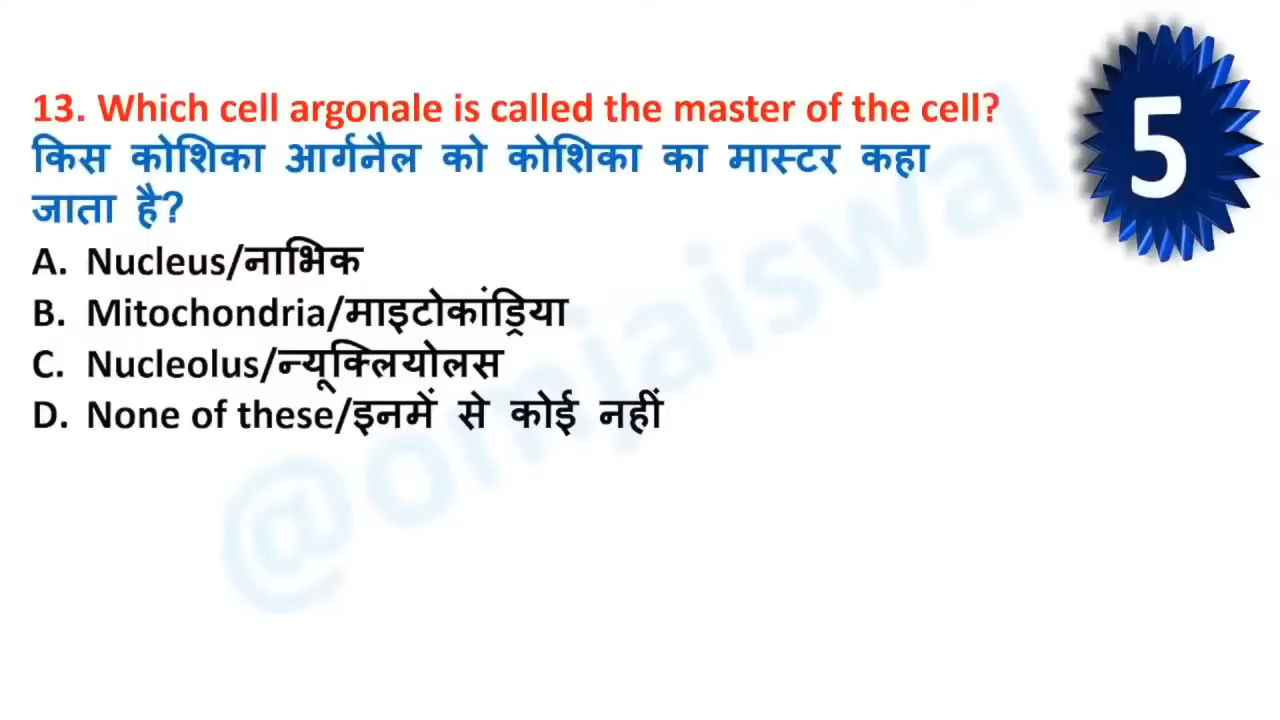 13. Which cell argonale is called the master of the cell?
किस कोशिका आर्गनैल को कोशिका का मास्टर कहा
जाता है?
A. Nucleus/नाभिक
B. Mitochondria/माइटोकांड्रिया
C. Nucleolus/न्यूक्लियोलस
D. None of these/इनमें से कोई नहीं
5
@omjaiswal